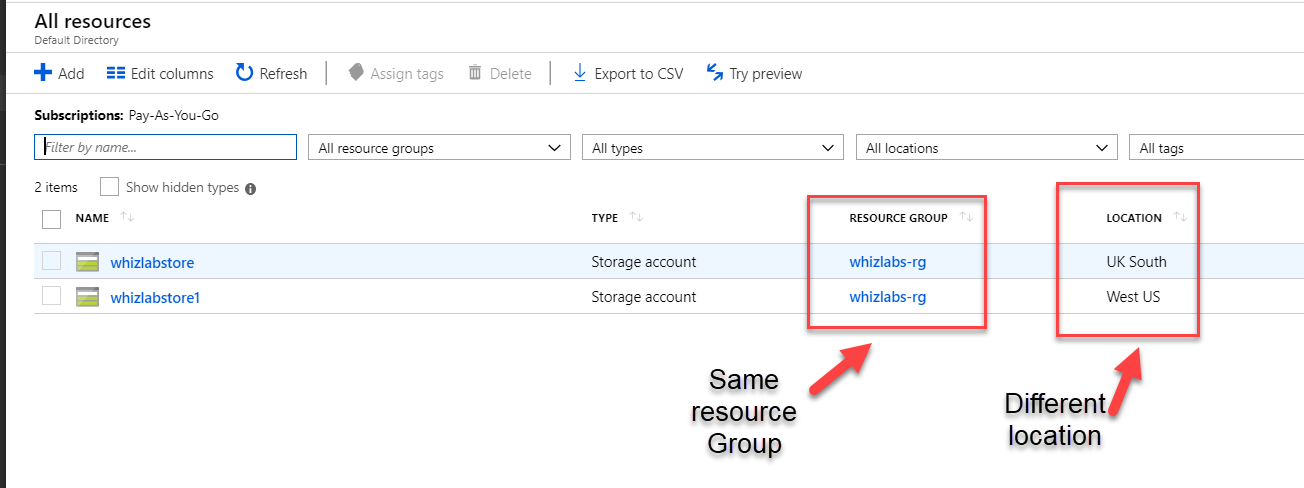 All resources
Default Directory
Add Edit columns Refresh Assign tags Delete Export to CSV Try preview
Subscriptions: Pay-As-You-Go
Filter by name... All resource groups All types All locations All tags
2 items Show hidden types
NAME TYPE RESOURCE GROUP LOCATION
whizlabstore Storage account whizlabs-rg UK South
whizlabstore1 Storage account whizlabs-rg West US
Same
resource
Group
Different
location